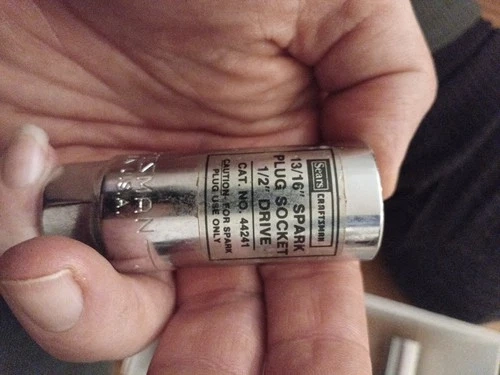 Sears
CRAFTSMAN
13/16" SPARK
PLUG SOCKET
1/2" DRIVE
CAT. NO. 44241
CAUTION: FOR SPARK
PLUG USE ONLY